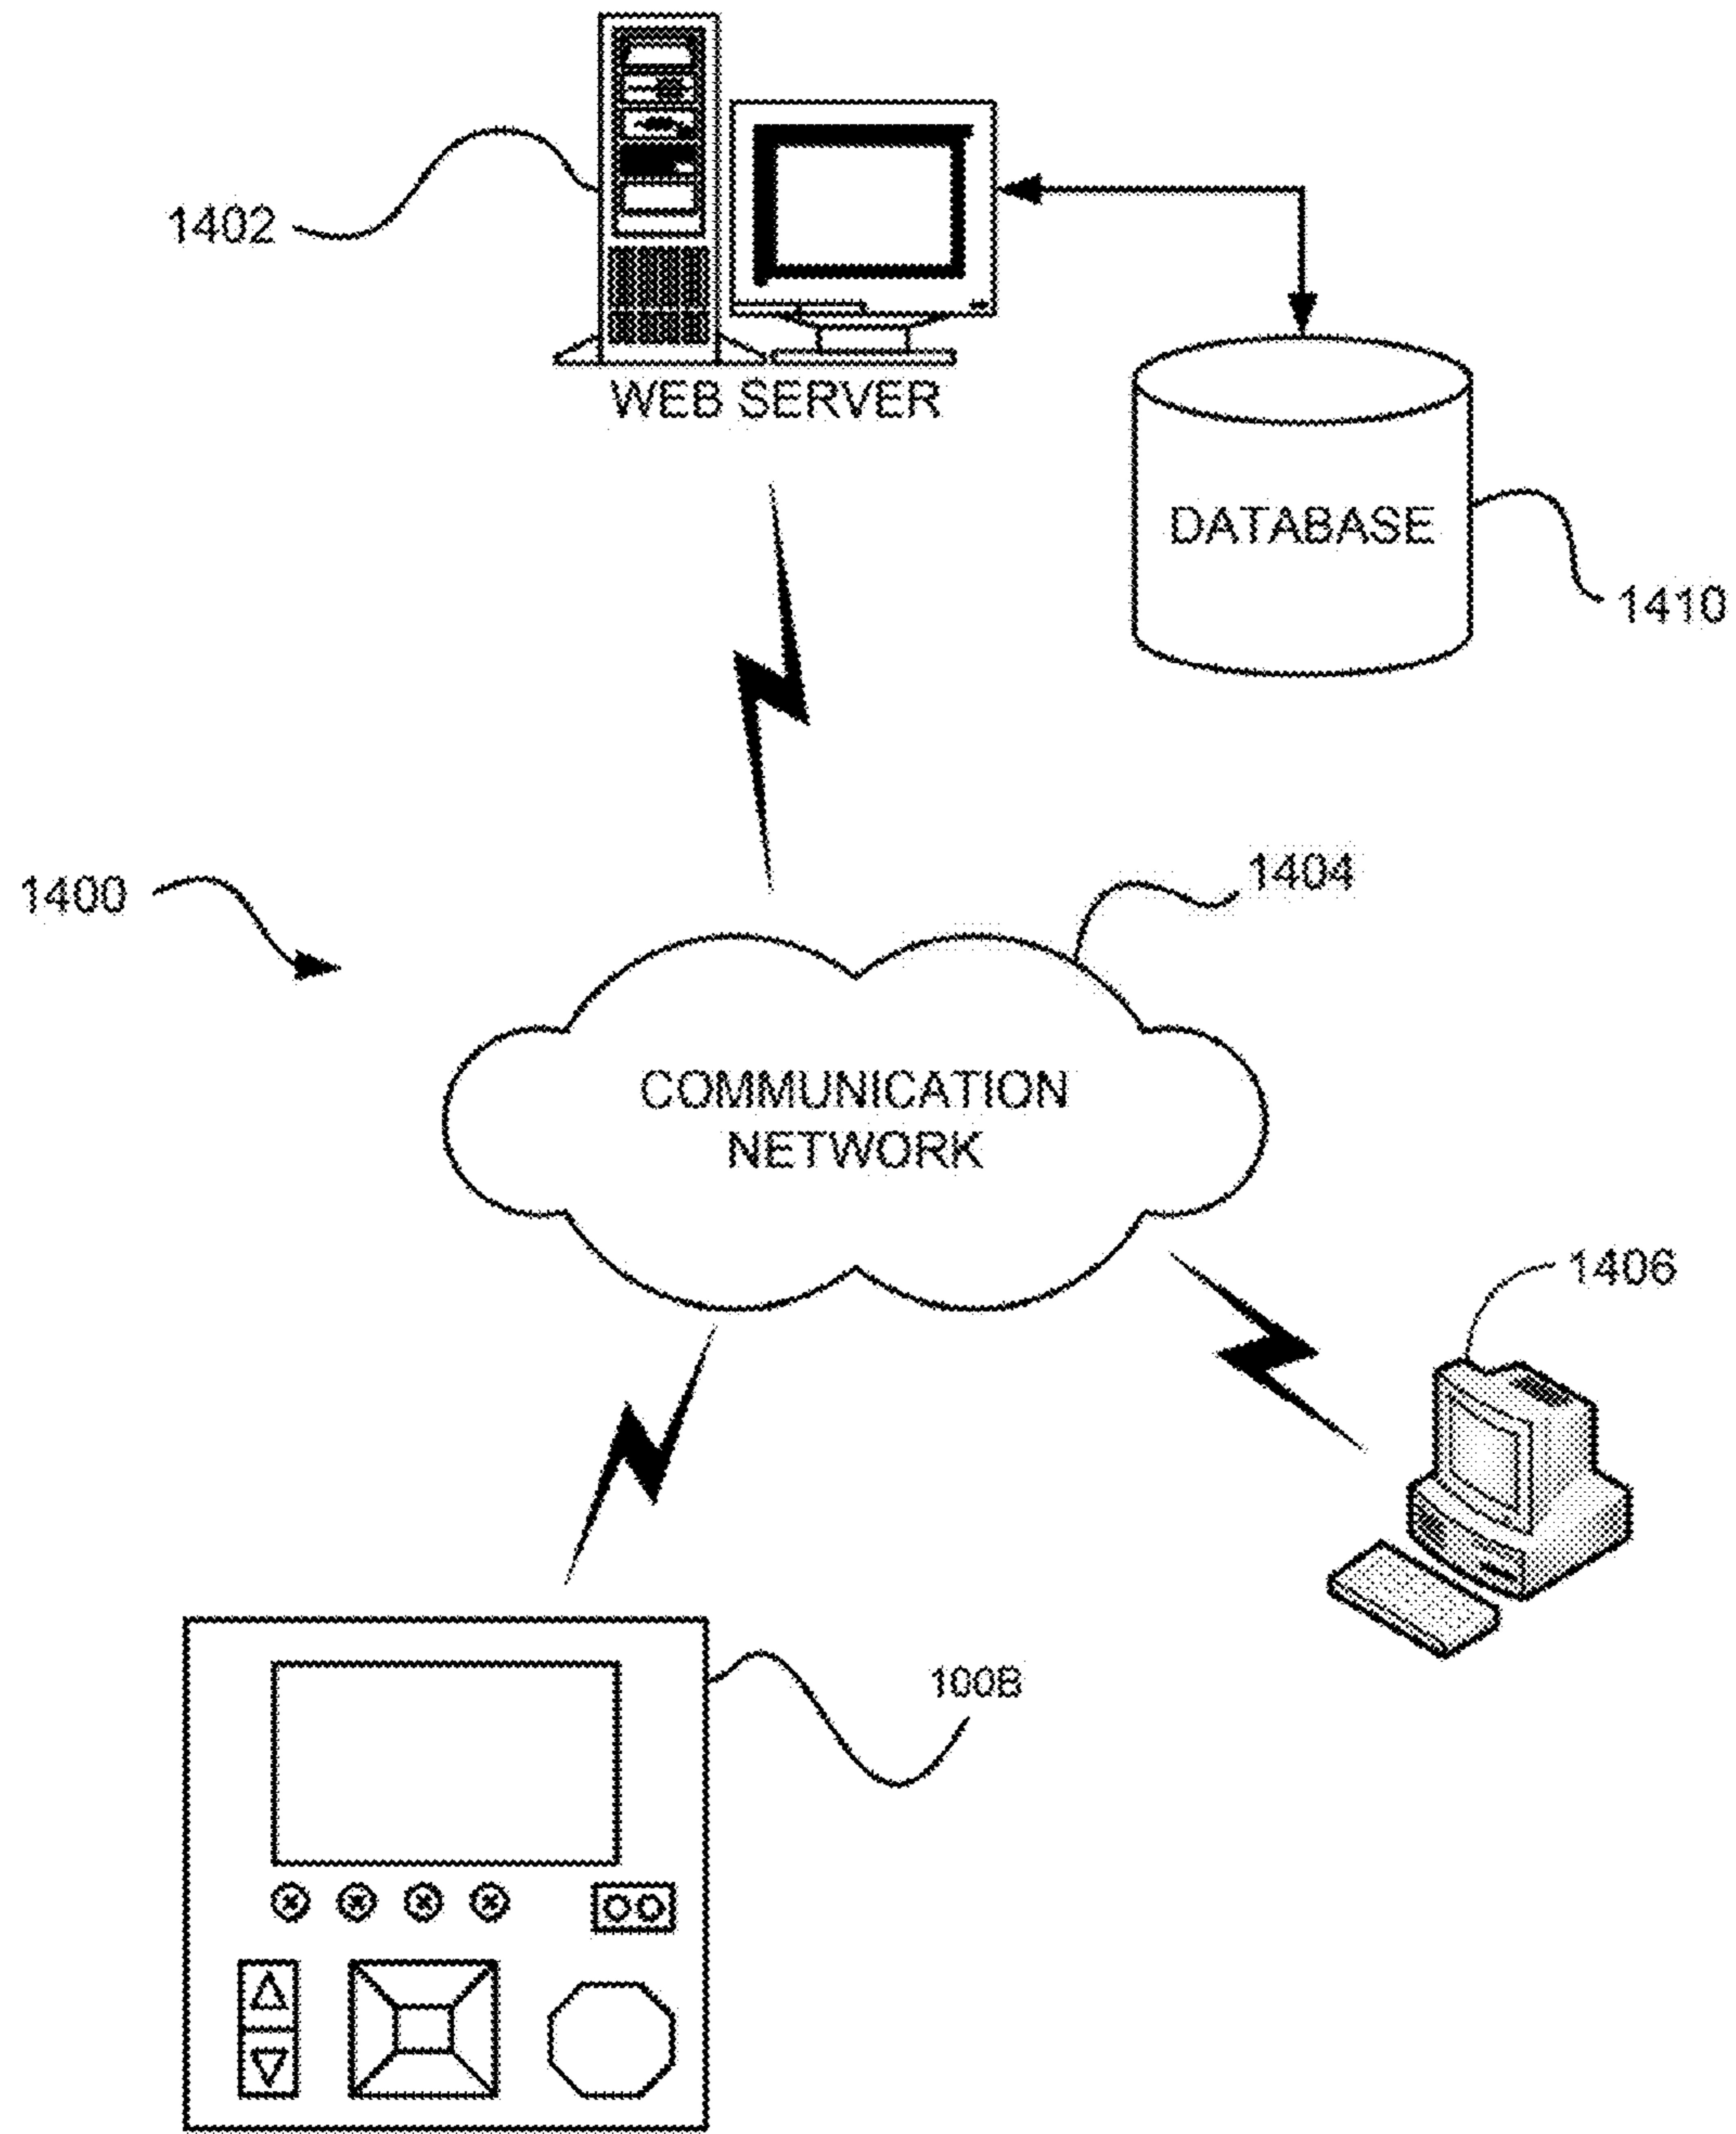 1402
WEB SERVER
DATABASE
1410
1400
1404
COMMUNICATION
NETWORK
1406
100B